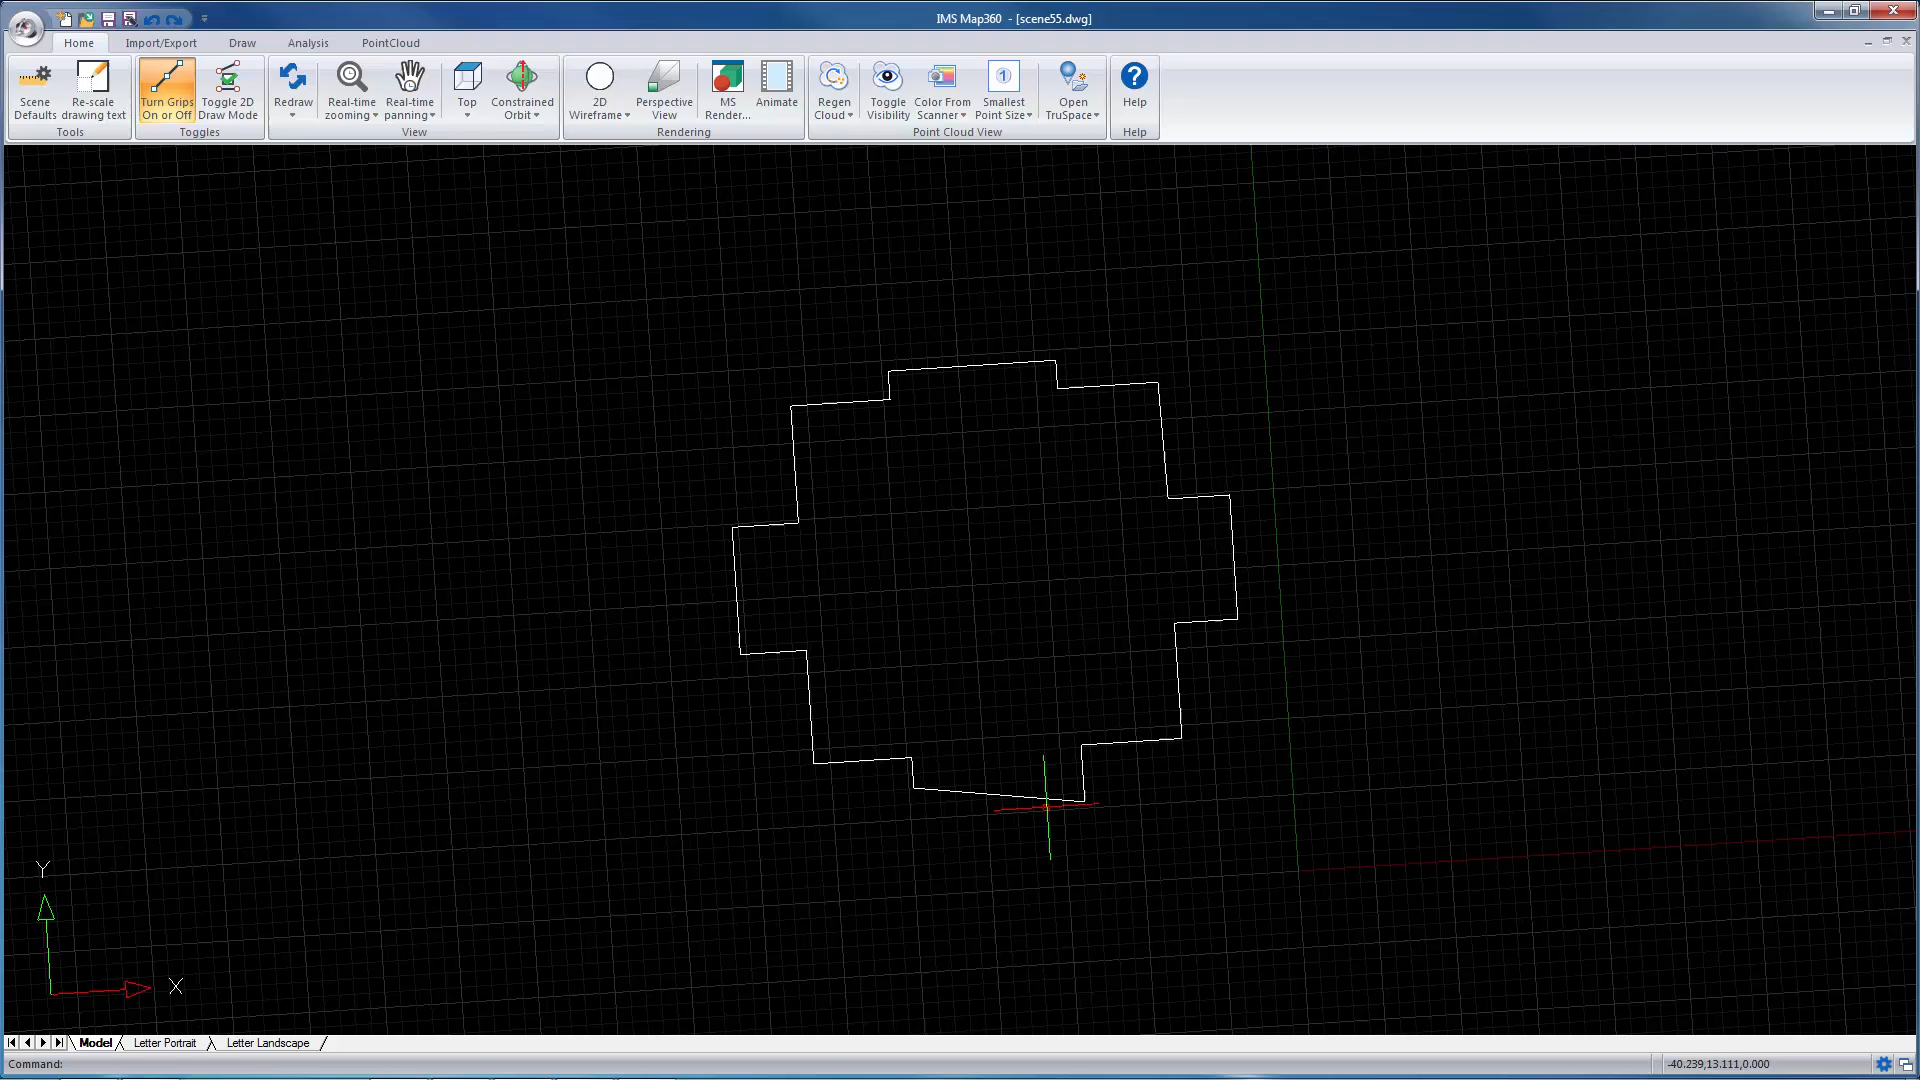 IMS Map360 - [scene55.dwg]
Home Import/Export Draw Analysis PointCloud
Scene Defaults
Re-scale drawing text
Turn Grips On or Off
Toggle 2D Draw Mode
Redraw
Real-time zooming
Real-time panning
Top
Constrained Orbit
2D Wireframe
Perspective View
MS Render...
Animate
Regen Cloud
Toggle Visibility
Color From Scanner
1
Smallest Point Size
Open TruSpace
?
Help
Tools Toggles View Rendering Point Cloud View Help
Y
X
Model Letter Portrait Letter Landscape
Command:
-40.239,13.111,0.000